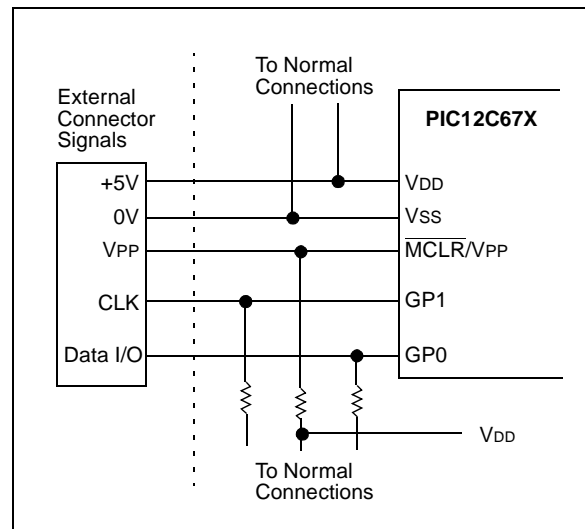 To Normal
Connections
External
Connector
Signals
PIC12C67X
+5V
0V
VPP
CLK
Data I/O
VDD
VSS
MCLR/VPP
GP1
GP0
VDD
To Normal
Connections